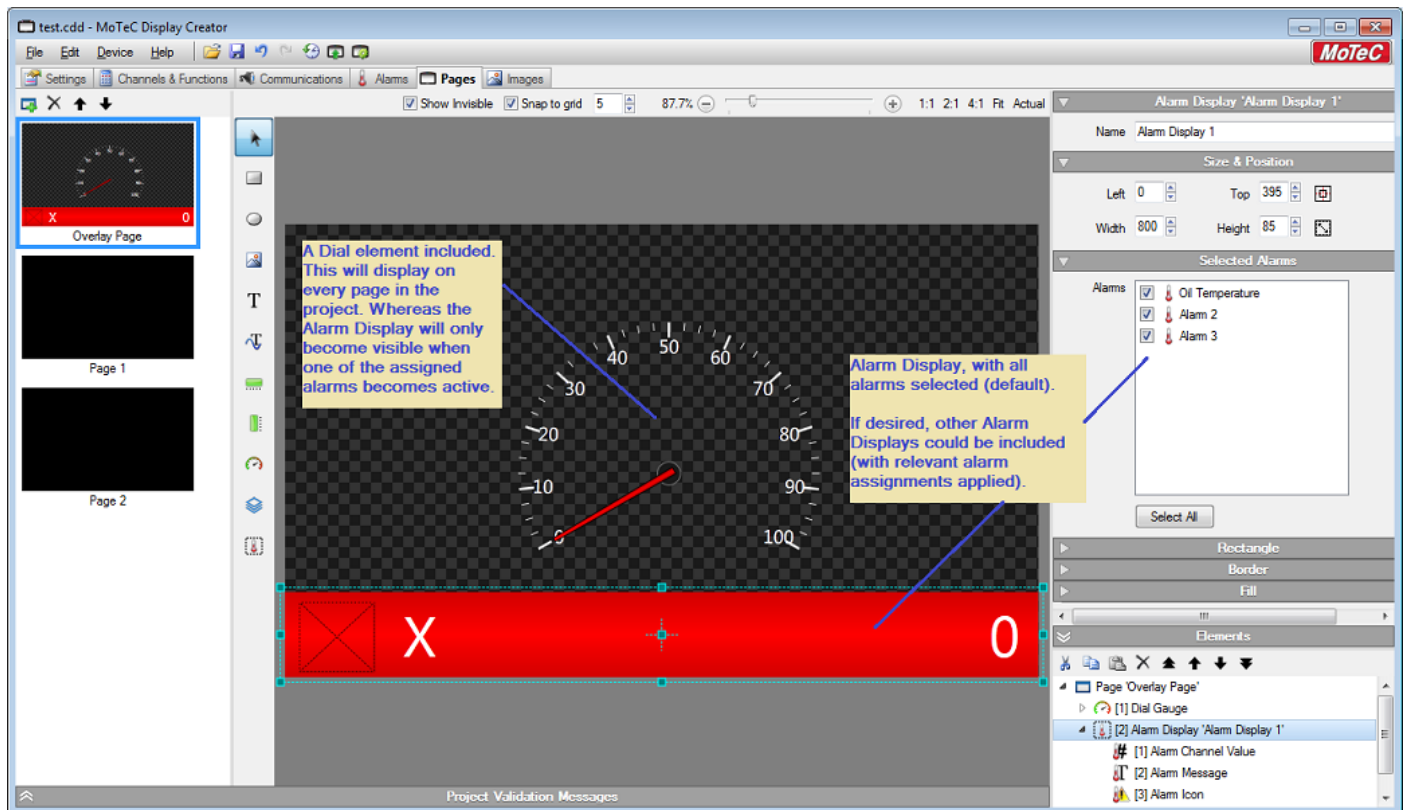 test.cdd - MoTeC Display Creator
File Edit Device Help
MoTeC
Settings Channels & Functions Communications Alarms Pages Images
Show Invisible Snap to grid 5 87.7% 1:1 2:1 4:1 Fit Actual
X 0
Overlay Page
Page 1
Page 2
T
T
A Dial element included.
This will display on
every page in the
project. Whereas the
Alarm Display will only
become visible when
one of the assigned
alarms becomes active.
0
10
20
30
40
50
60
70
80
90
100
Alarm Display, with all
alarms selected (default).
If desired, other Alarm
Displays could be included
(with relevant alarm
assignments applied).
X 0
Project Validation Messages
Alarm Display 'Alarm Display 1'
Name Alarm Display 1
Size & Position
Left 0 Top 395
Width 800 Height 85
Selected Alarms
Alarms Oil Temperature
Alarm 2
Alarm 3
Select All
Rectangle
Border
Fill
Elements
Page 'Overlay Page'
[1] Dial Gauge
[2] Alarm Display 'Alarm Display 1'
# [1] Alarm Channel Value
T [2] Alarm Message
[3] Alarm Icon